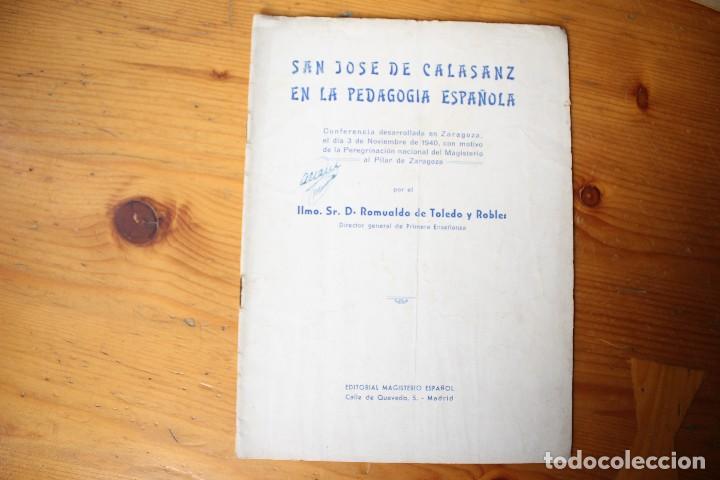 SAN JOSE DE CALASANZ
EN LA PEDAGOGIA ESPAÑOLA
Conferencia desarrollada en Zaragoza,
el día 3 de Noviembre de 1940, con motivo
de la Peregrinación nacional del Magisterio
al Pilar de Zaragoza
por el
Ilmo. Sr. D. Romualdo de Toledo y Robles
Director general de Primera Enseñanza
EDITORIAL MAGISTERIO ESPAÑOL
Calle de Quevedo, 5. - Madrid
todocoleccion